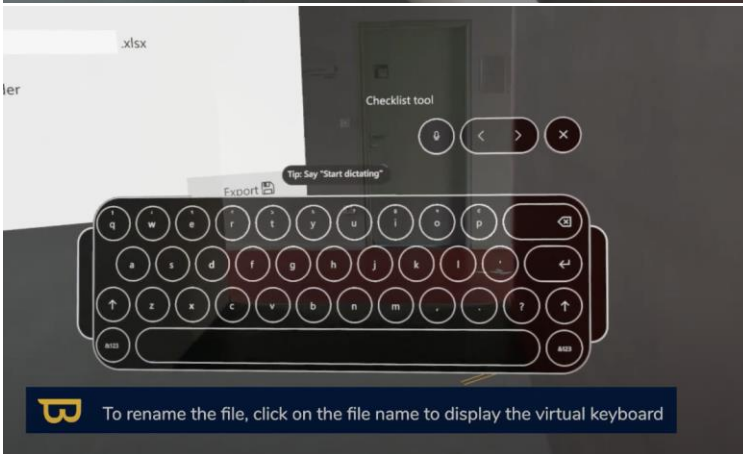 .xlsx
ler
Checklist tool
Tip: Say "Start dictating"
Export
q w e r t y u i o p
a s d f g h j k l '
z x c v b n m , . ?
&123 &123
To rename the file, click on the file name to display the virtual keyboard